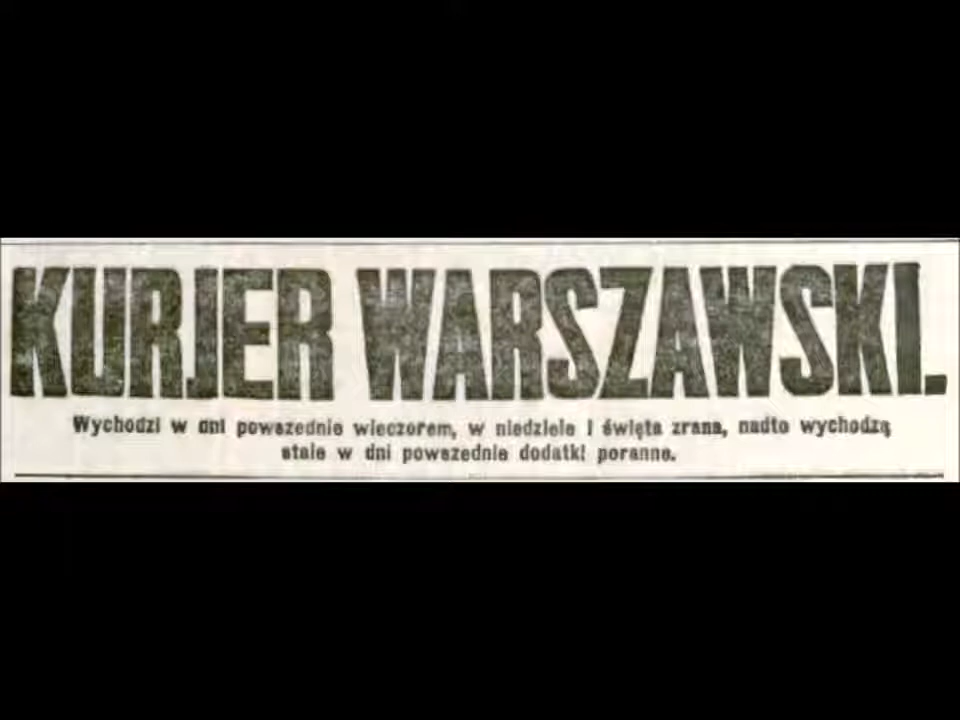 KURJER WARSZAWSKI.
Wychodzi w dni powszednie wieczorem, w niedziele i święta zrana, nadto wychodzą
stale w dni powszednie dodatki poranne.